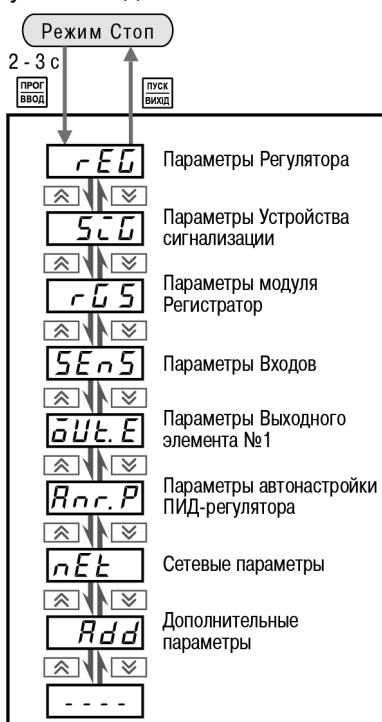 Режим Стоп
2 - 3 с
ПРОГ
ВВОД
ПУСК
ВИХІД
rEG
Параметры Регулятора
SiG
Параметры Устройства
сигнализации
rGS
Параметры модуля
Регистратор
SEnS
Параметры Входов
oUt.E
Параметры Выходного
элемента №1
Anr.P
Параметры автонастройки
ПИД-регулятора
nEt
Сетевые параметры
Add
Дополнительные
параметры
- - - -